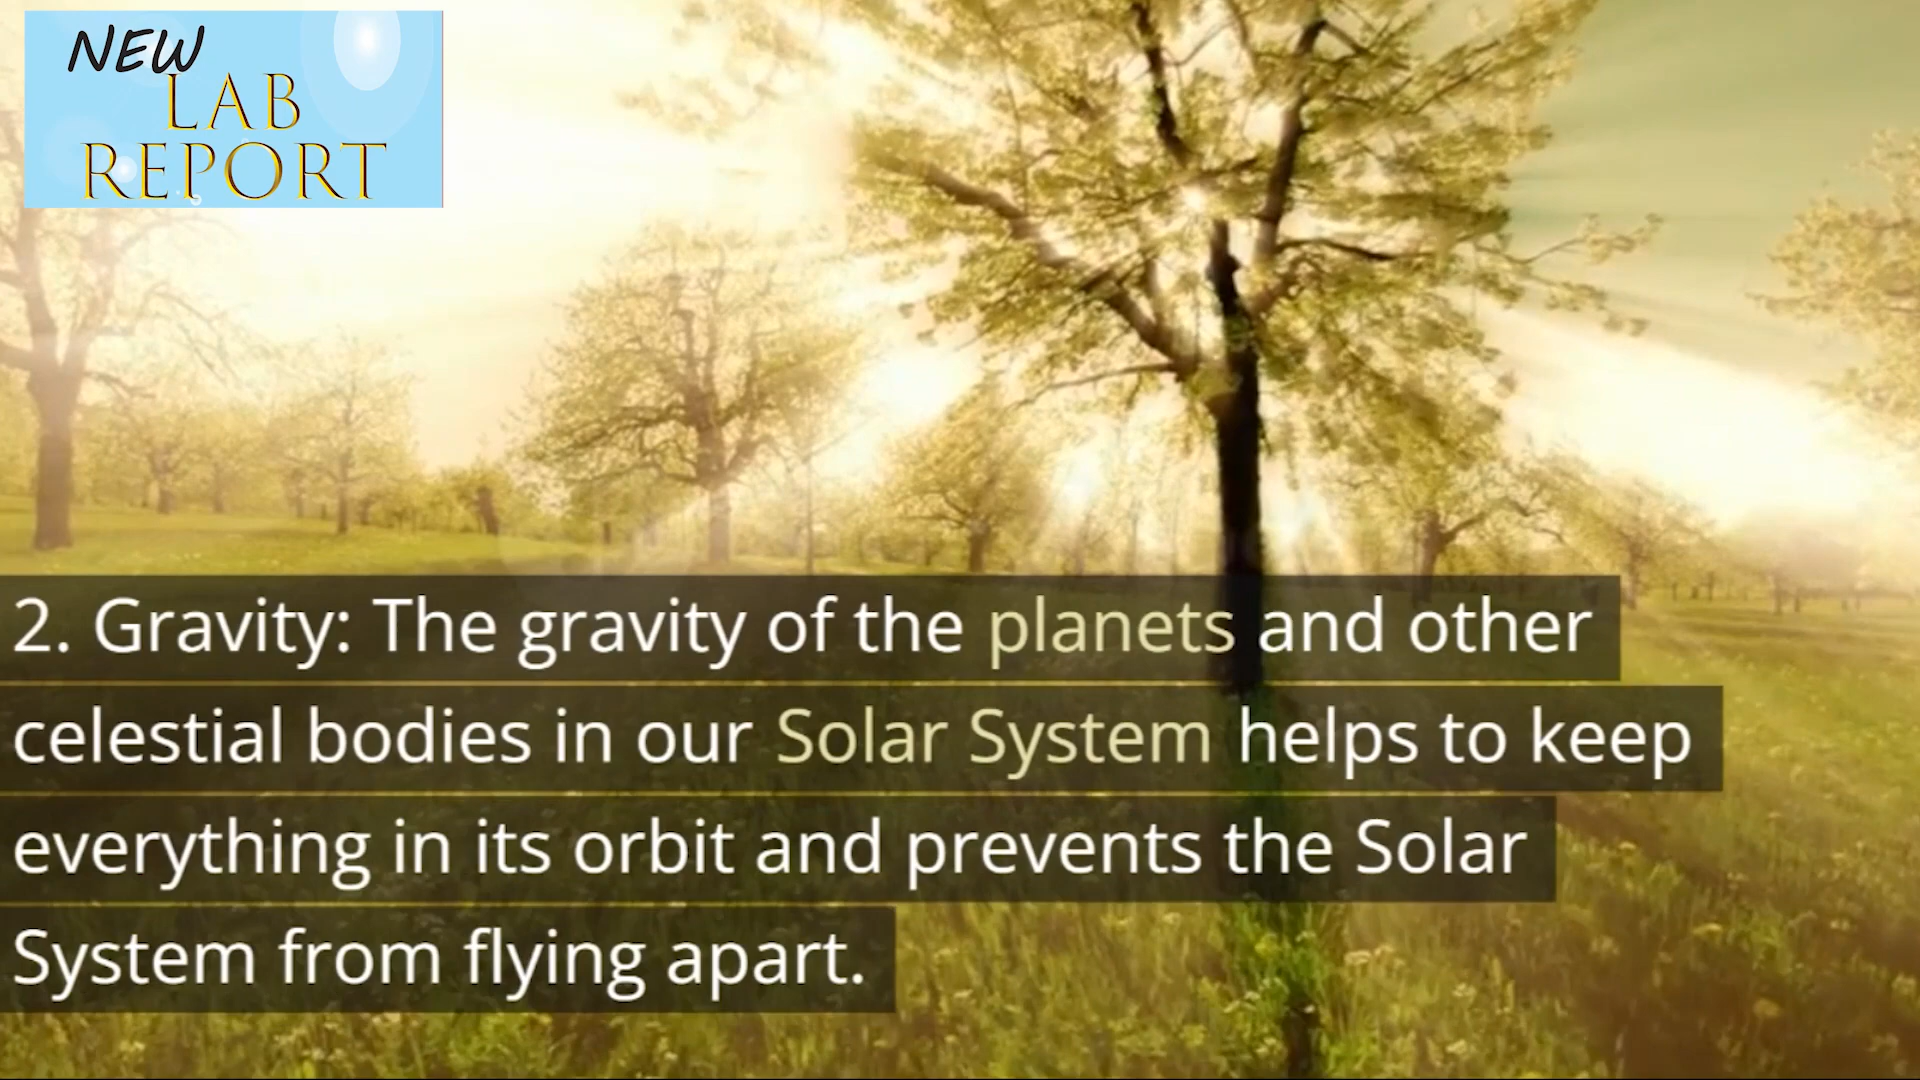 NEW
LAB
REPORT
2. Gravity: The gravity of the planets and other
celestial bodies in our Solar System helps to keep
everything in its orbit and prevents the Solar
System from flying apart.